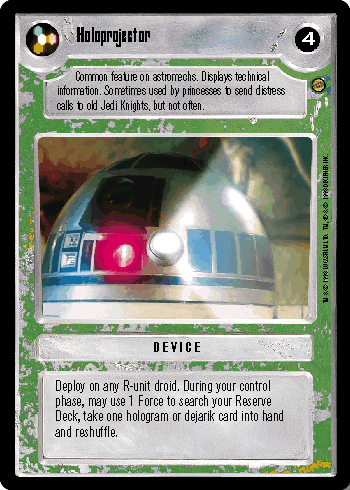 Holoprojector
4
Common feature on astromechs. Displays technical
information. Sometimes used by princesses to send distress
calls to old Jedi Knights, but not often.
DEVICE
Deploy on any R-unit droid. During your control
phase, may use 1 Force to search your Reserve
Deck, take one hologram or dejarik card into hand
and reshuffle.